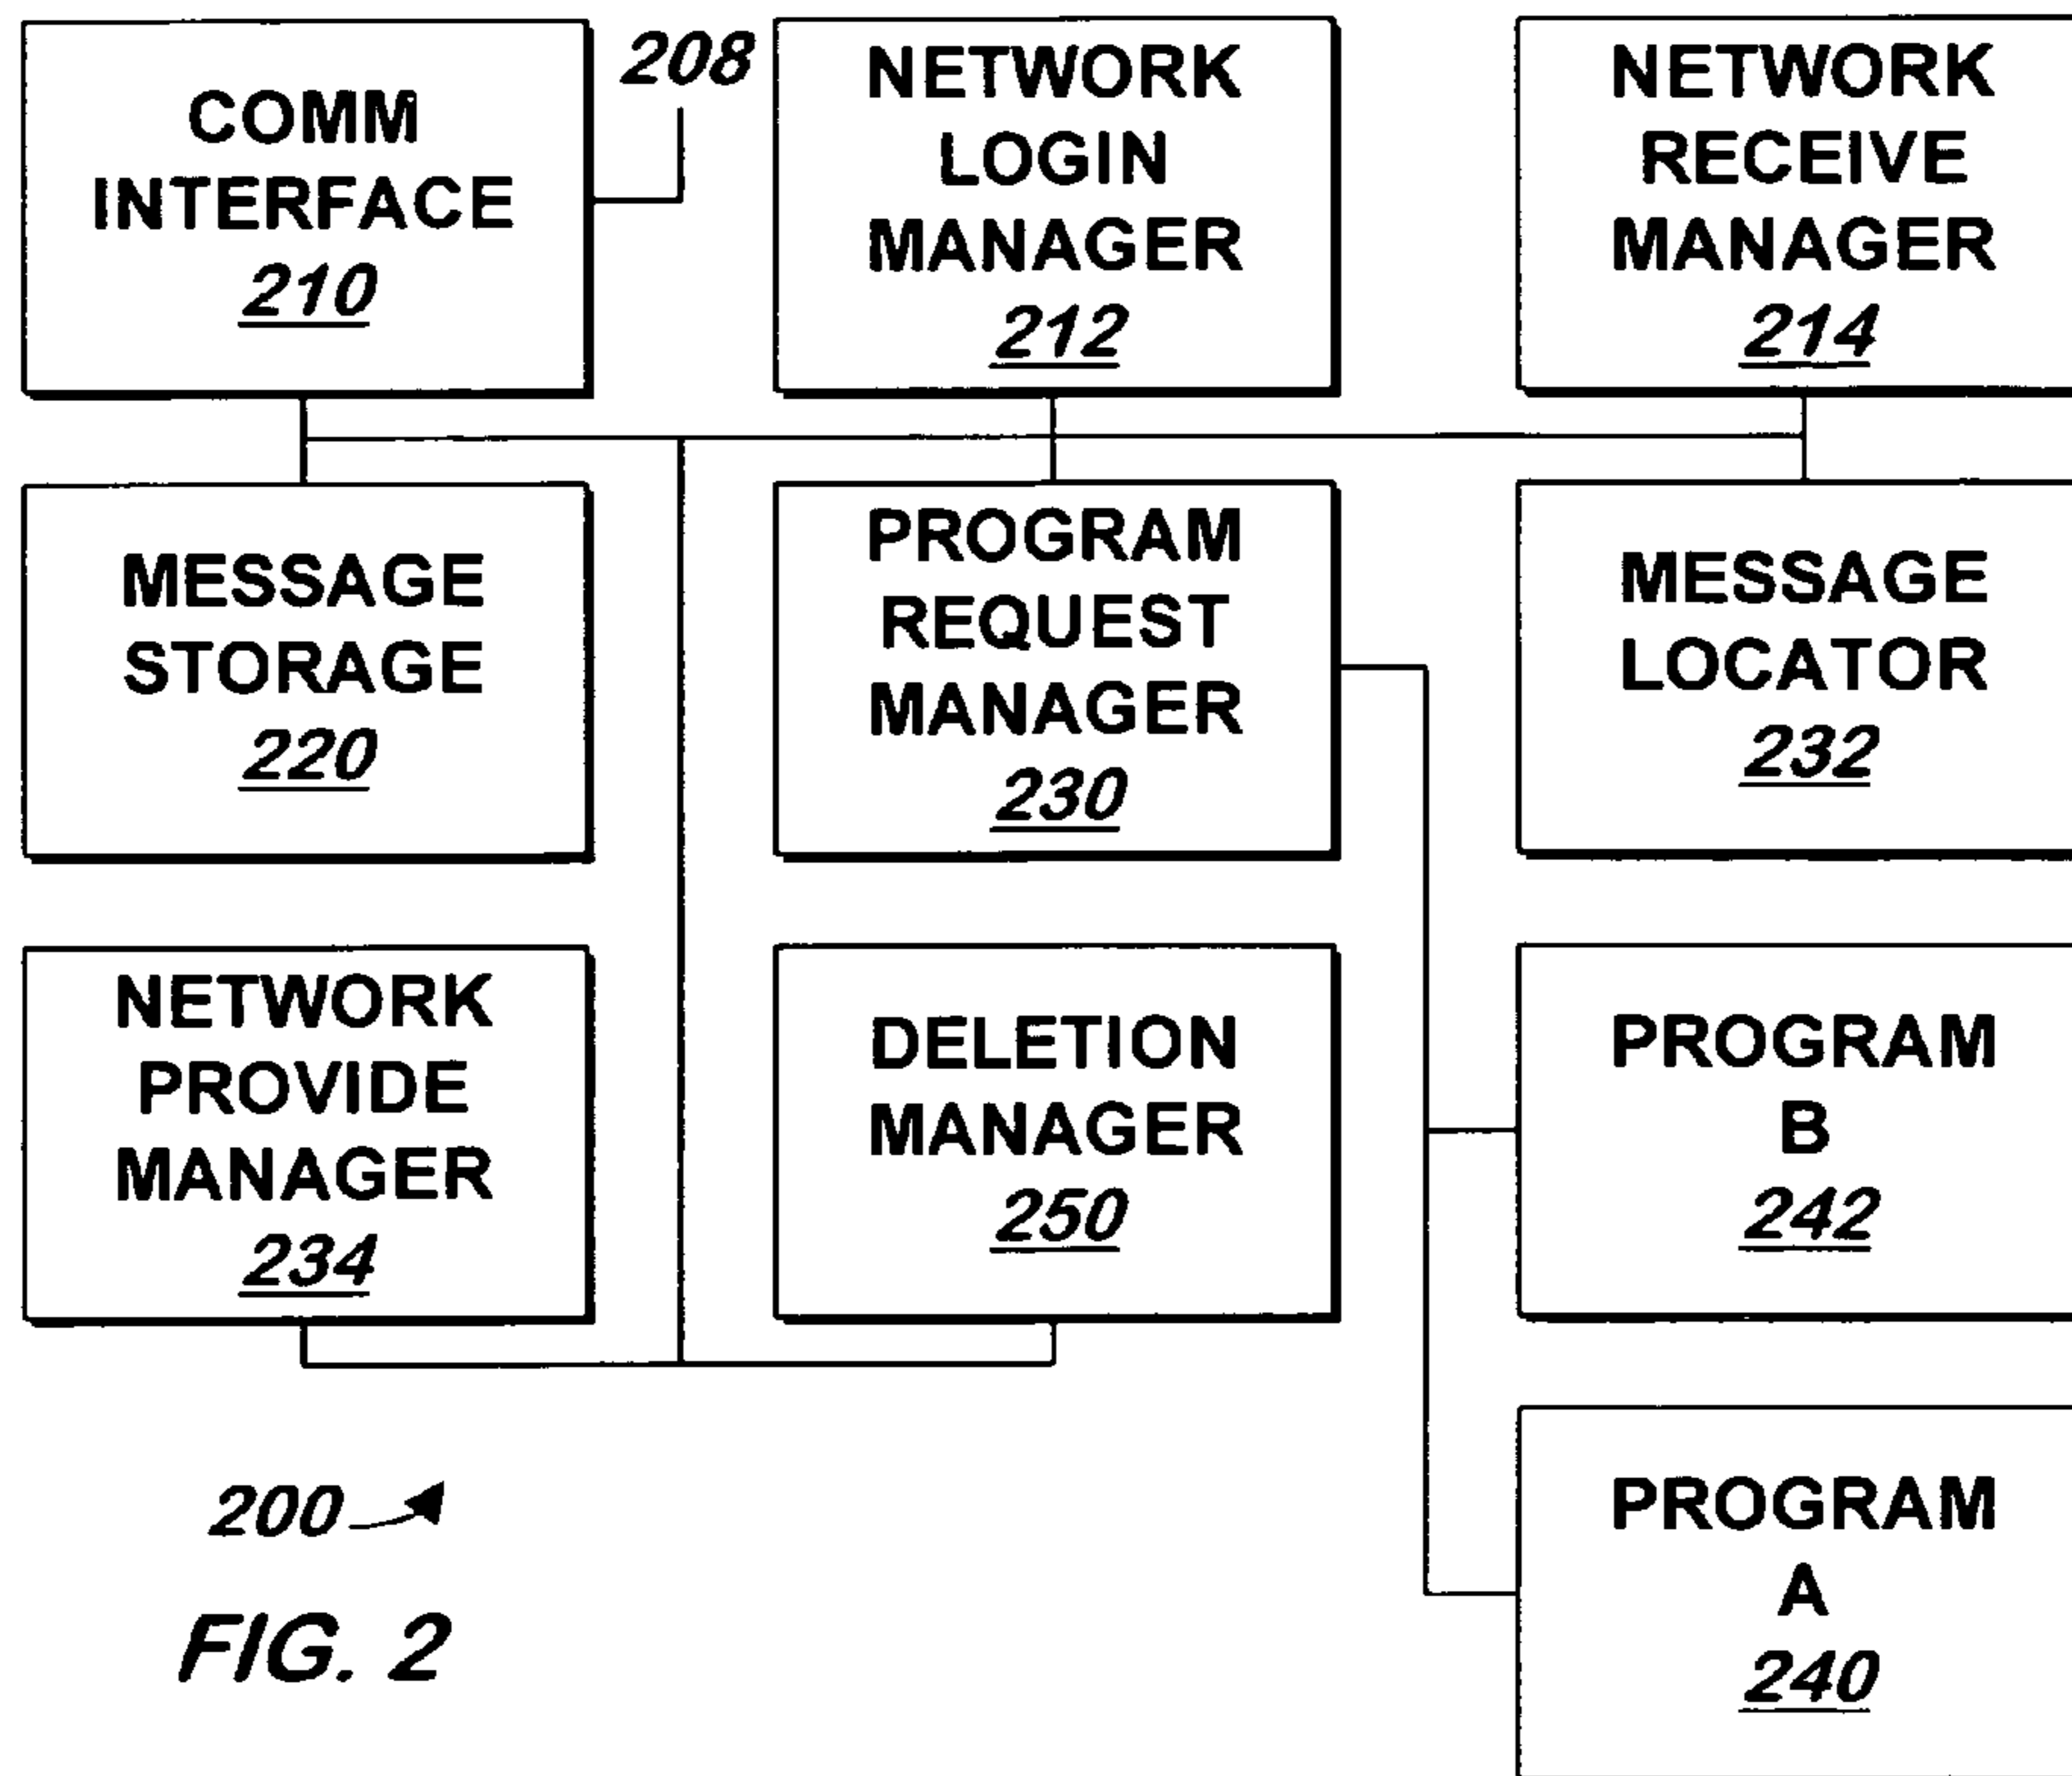 COMM
INTERFACE
210
208
NETWORK
LOGIN
MANAGER
212
NETWORK
RECEIVE
MANAGER
214
MESSAGE
STORAGE
220
PROGRAM
REQUEST
MANAGER
230
MESSAGE
LOCATOR
232
NETWORK
PROVIDE
MANAGER
234
DELETION
MANAGER
250
PROGRAM
B
242
PROGRAM
A
240
200
FIG. 2